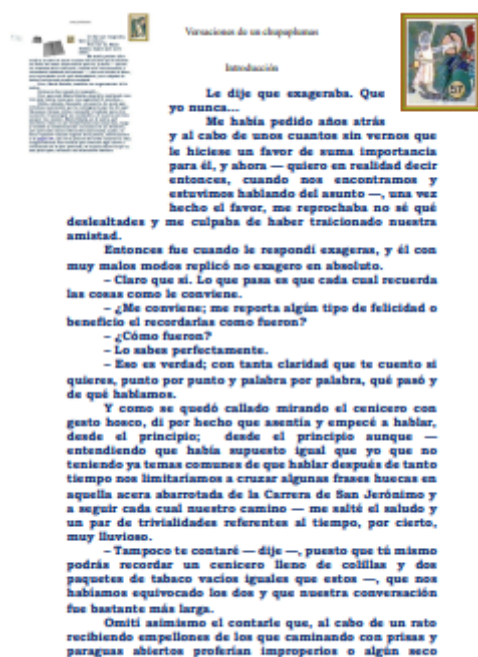 Versaciones de un chupaphamas
Introducción
Le dije que exageraba. Que
yo nunca...
Me había pedido años atrás
y al cabo de unos cuantos sin vernos que
le hiciese un favor de suma importancia
para él, y ahora — quiero en realidad decir
entonces, cuando nos encontramos y
estuvimos hablando del asunto —, una vez
hecho el favor, me reprochaba no sé qué
deslealtades y me culpaba de haber traicionado nuestra
amistad.
Entonces fue cuando le respondí exageras, y él con
muy malos modos replicó no exagero en absoluto.
– Claro que sí. Lo que pasa es que cada cual recuerda
las cosas como le conviene.
– ¿Me conviene; me reporta algún tipo de felicidad o
beneficio el recordarlas como fueron?
– ¿Cómo fueron?
– Lo sabes perfectamente.
– Eso es verdad; con tanta claridad que te cuento si
quieres, punto por punto y palabra por palabra, qué pasó y
de qué hablamos.
Y como se quedó callado mirando el cenicero con
gesto hosco, di por hecho que asentía y empecé a hablar,
desde el principio; desde el principio aunque —
entendiendo que había supuesto igual que yo que no
teniendo ya temas comunes de que hablar después de tanto
tiempo nos limitaríamos a cruzar algunas frases huecas en
aquella acera abarrotada de la Carrera de San Jerónimo y
a seguir cada cual nuestro camino — me salté el saludo y
un par de trivialidades referentes al tiempo, por cierto,
muy lluvioso.
– Tampoco te contaré — dije —, puesto que tú mismo
podrás recordar un cenicero lleno de colillas y dos
paquetes de tabaco vacíos iguales que estos —, que nos
habíamos equivocado los dos y que nuestra conversación
fue bastante más larga.
Omití asimismo el contarle que, al cabo de un rato
recibiendo empellones de los que caminando con prisas y
paraguas abiertos proferían improperios o algún seco